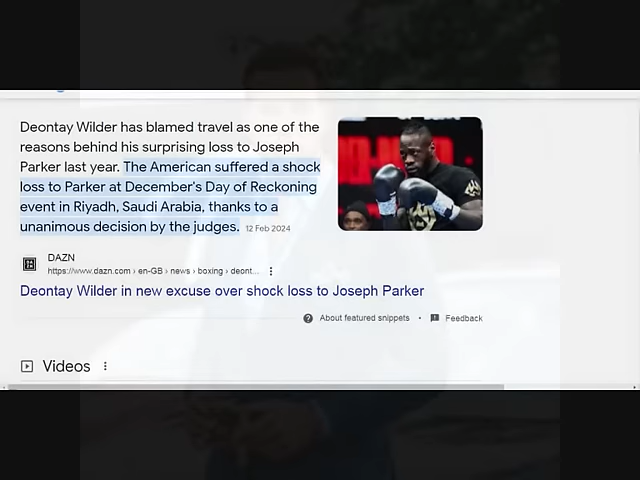 Deontay Wilder has blamed travel as one of the
reasons behind his surprising loss to Joseph
Parker last year. The American suffered a shock
loss to Parker at December's Day of Reckoning
event in Riyadh, Saudi Arabia, thanks to a
unanimous decision by the judges. 12 Feb 2024
DAZN
https://www.dazn.com › en-GB › news › boxing › deont...
Deontay Wilder in new excuse over shock loss to Joseph Parker
About featured snippets • Feedback
Videos